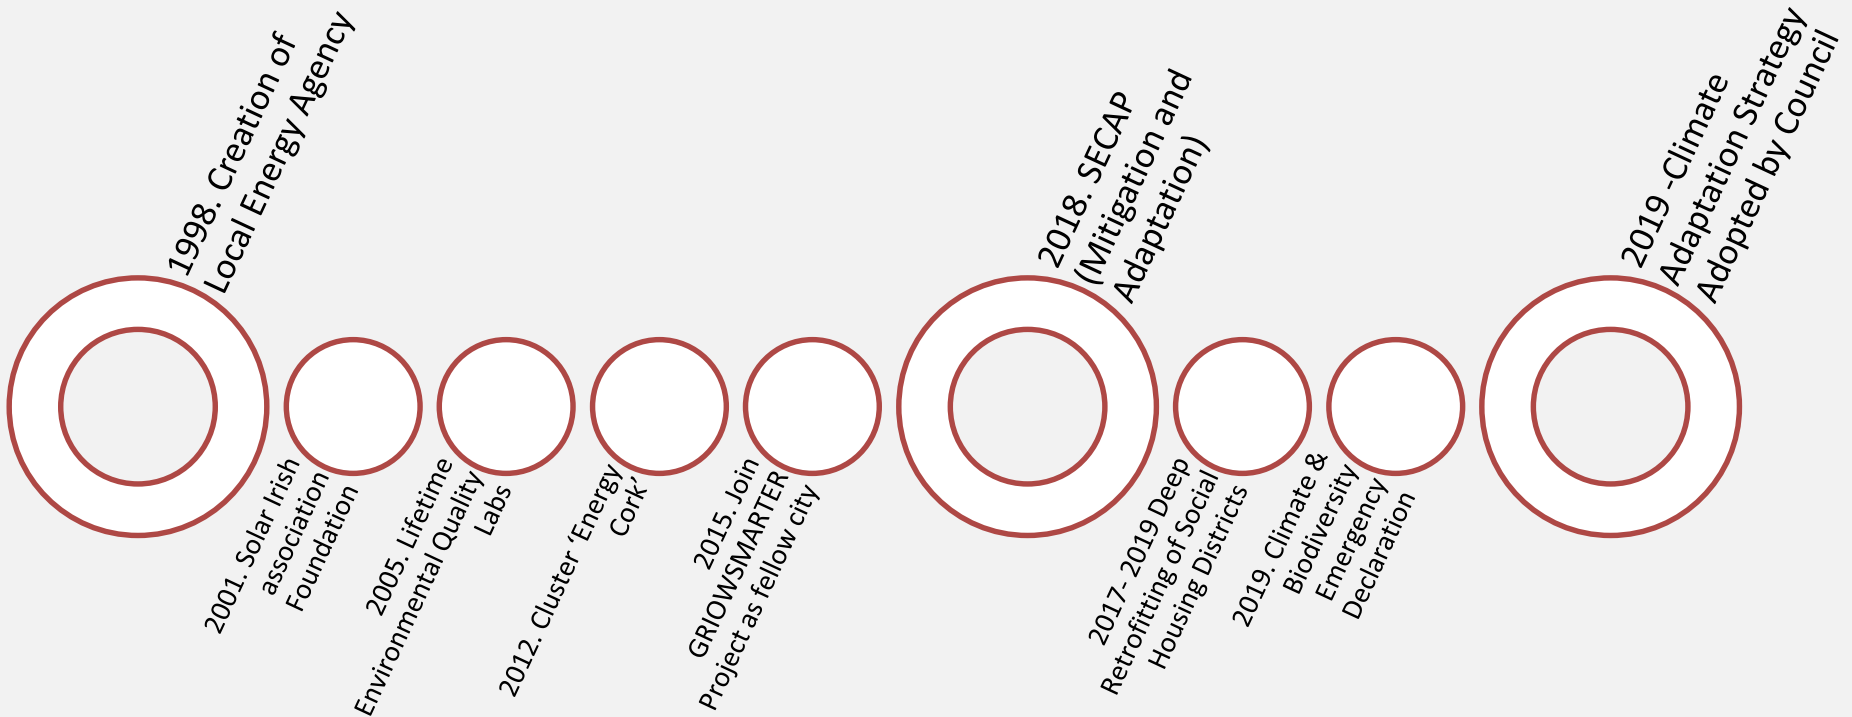 1998. Creation of
Local Energy Agency
2001. Solar Irish
association
Foundation
2005. Lifetime
Environmental Quality
Labs
2012. Cluster ‘Energy
Cork’
2015. Join
GRIOWSMARTER
Project as fellow city
2018. SECAP
(Mitigation and
Adaptation)
2017- 2019 Deep
Retrofitting of Social
Housing Districts
2019. Climate &
Biodiversity
Emergency
Declaration
2019 -Climate
Adaptation Strategy
Adopted by Council